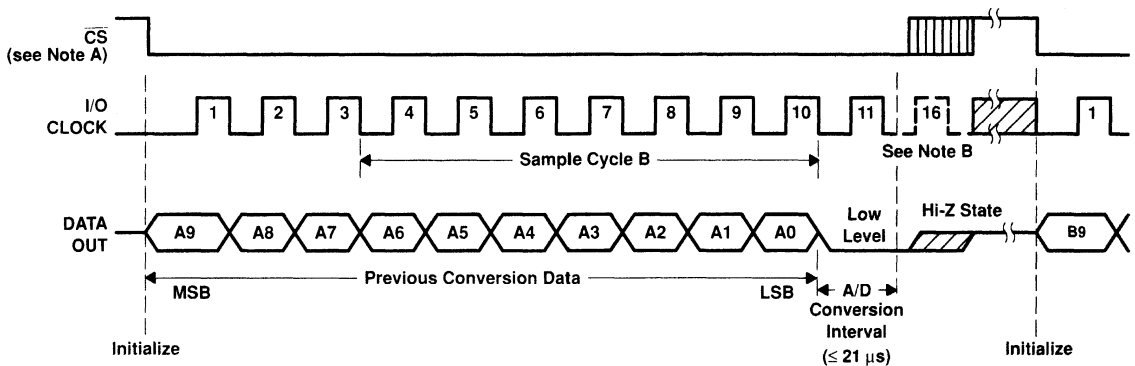 CS
(see Note A)
I/O
CLOCK
1 2 3 4 5 6 7 8 9 10 11 16 1
Sample Cycle B
See Note B
DATA
OUT
A9 A8 A7 A6 A5 A4 A3 A2 A1 A0
Low
Level
Hi-Z State
B9
Previous Conversion Data
MSB
LSB
A/D
Conversion
Interval
(≤ 21 μs)
Initialize
Initialize